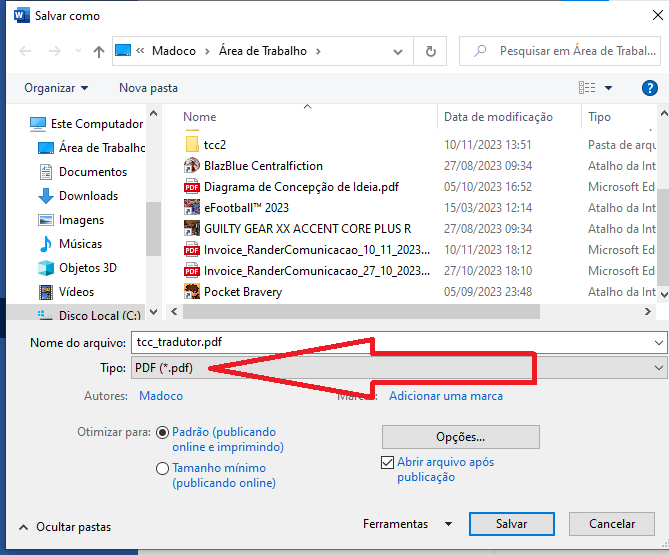 Salvar como
Madoco > Área de Trabalho >
Pesquisar em Área de Trabal...
Organizar
Nova pasta
Este Computador
Área de Trabalho
Documentos
Downloads
Imagens
Músicas
Objetos 3D
Vídeos
Disco Local (C:)
Nome Data de modificação Tipo
tcc2 10/11/2023 13:51 Pasta de arqu
BlazBlue Centralfiction 27/08/2023 09:34 Atalho da Int
Diagrama de Concepção de Ideia.pdf 05/10/2023 16:52 Microsoft Ed
eFootball™ 2023 15/03/2023 12:14 Atalho da Int
GUILTY GEAR XX ACCENT CORE PLUS R 27/08/2023 09:34 Atalho da Int
Invoice_RanderComunicacao_10_11_2023... 10/11/2023 18:12 Microsoft Ed
Invoice_RanderComunicacao_27_10_2023... 27/10/2023 18:10 Microsoft Ed
Pocket Bravery 05/09/2023 23:48 Atalho da Int
Nome do arquivo: tcc_tradutor.pdf
Tipo: PDF (*.pdf)
Autores: Madoco
Adicionar uma marca
Otimizar para: Padrão (publicando
online e imprimindo)
Tamanho mínimo
(publicando online)
Opções...
Abrir arquivo após
publicação
Ocultar pastas
Ferramentas
Salvar
Cancelar